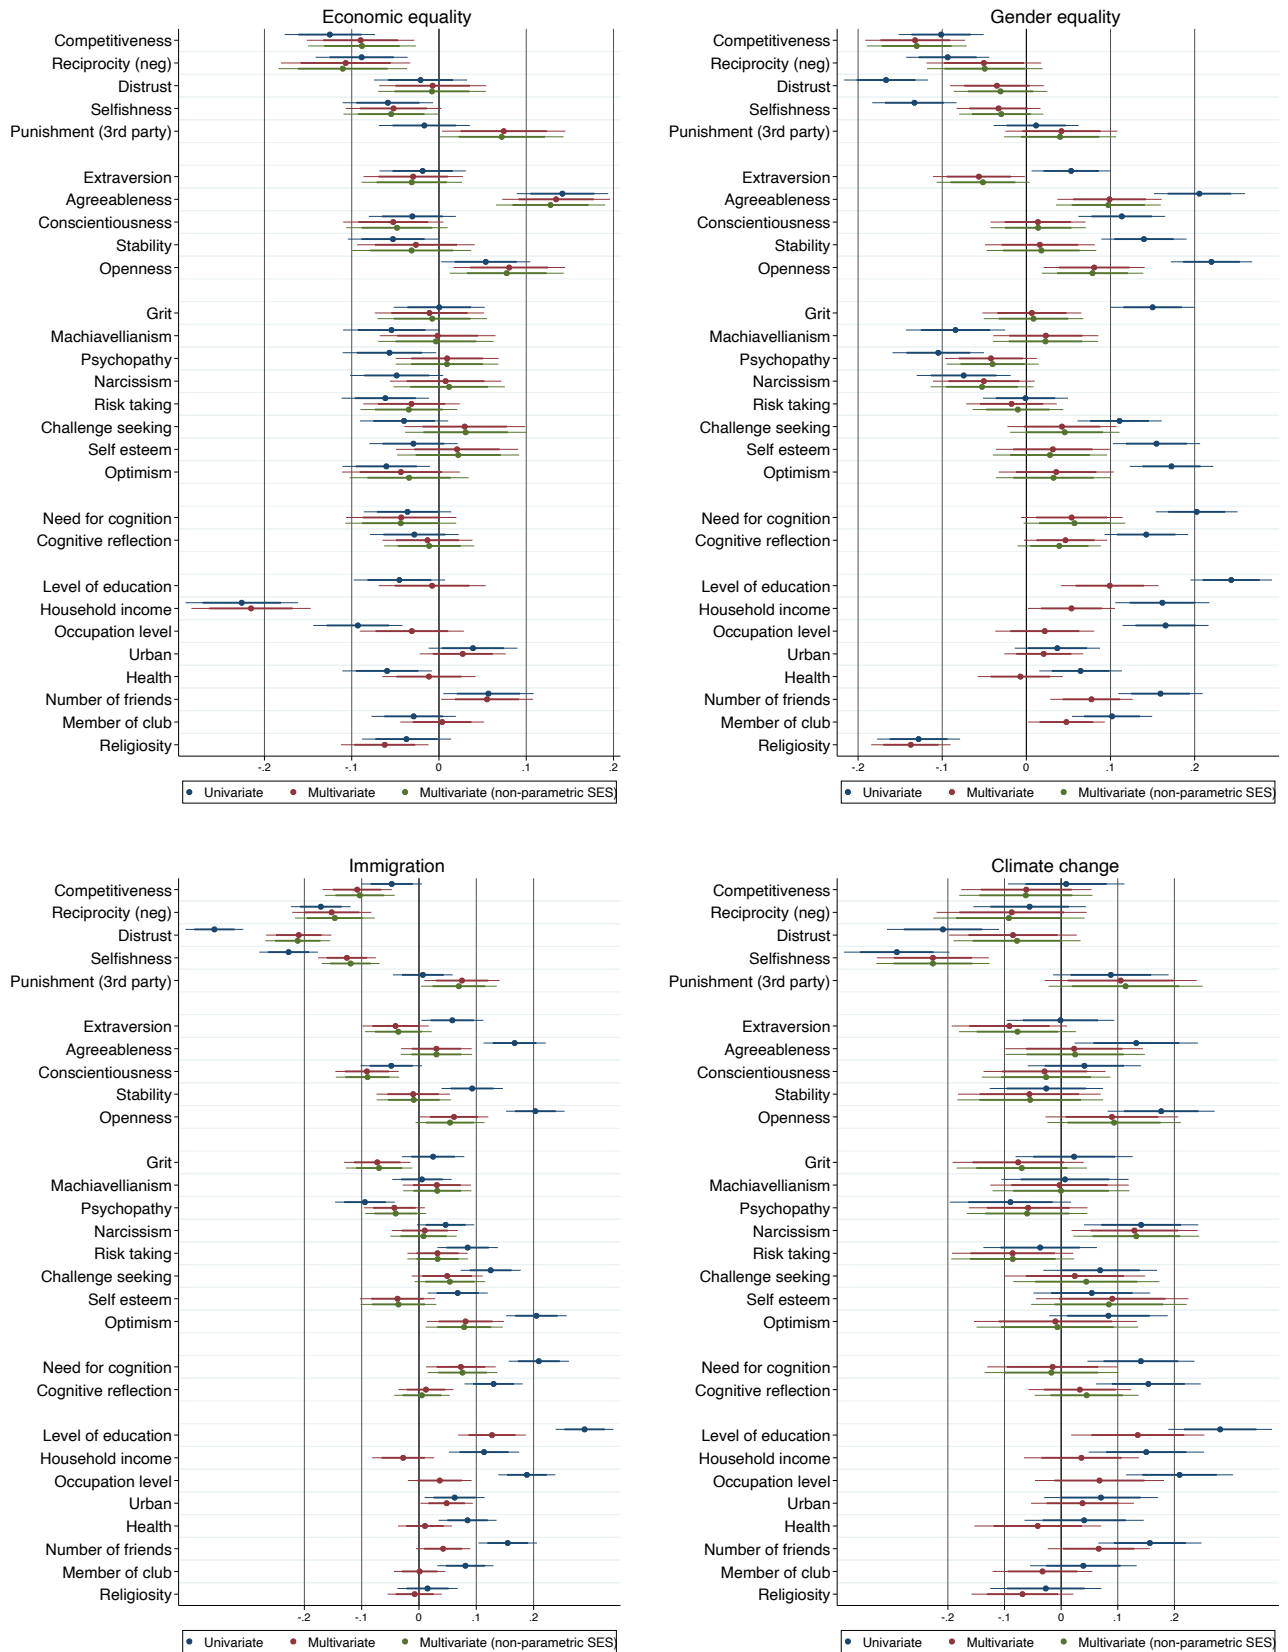 Economic equality
Competitiveness
Reciprocity (neg)
Distrust
Selfishness
Punishment (3rd party)
Extraversion
Agreeableness
Conscientiousness
Stability
Openness
Grit
Machiavellianism
Psychopathy
Narcissism
Risk taking
Challenge seeking
Self esteem
Optimism
Need for cognition
Cognitive reflection
Level of education
Household income
Occupation level
Urban
Health
Number of friends
Member of club
Religiosity
-.2 -.1 0 .1 .2
Univariate Multivariate Multivariate (non-parametric SES)
Gender equality
Competitiveness
Reciprocity (neg)
Distrust
Selfishness
Punishment (3rd party)
Extraversion
Agreeableness
Conscientiousness
Stability
Openness
Grit
Machiavellianism
Psychopathy
Narcissism
Risk taking
Challenge seeking
Self esteem
Optimism
Need for cognition
Cognitive reflection
Level of education
Household income
Occupation level
Urban
Health
Number of friends
Member of club
Religiosity
-.2 -.1 0 .1 .2
Univariate Multivariate Multivariate (non-parametric SES)
Immigration
Competitiveness
Reciprocity (neg)
Distrust
Selfishness
Punishment (3rd party)
Extraversion
Agreeableness
Conscientiousness
Stability
Openness
Grit
Machiavellianism
Psychopathy
Narcissism
Risk taking
Challenge seeking
Self esteem
Optimism
Need for cognition
Cognitive reflection
Level of education
Household income
Occupation level
Urban
Health
Number of friends
Member of club
Religiosity
-.2 -.1 0 .1 .2
Univariate Multivariate Multivariate (non-parametric SES)
Climate change
Competitiveness
Reciprocity (neg)
Distrust
Selfishness
Punishment (3rd party)
Extraversion
Agreeableness
Conscientiousness
Stability
Openness
Grit
Machiavellianism
Psychopathy
Narcissism
Risk taking
Challenge seeking
Self esteem
Optimism
Need for cognition
Cognitive reflection
Level of education
Household income
Occupation level
Urban
Health
Number of friends
Member of club
Religiosity
-.2 -.1 0 .1 .2
Univariate Multivariate Multivariate (non-parametric SES)